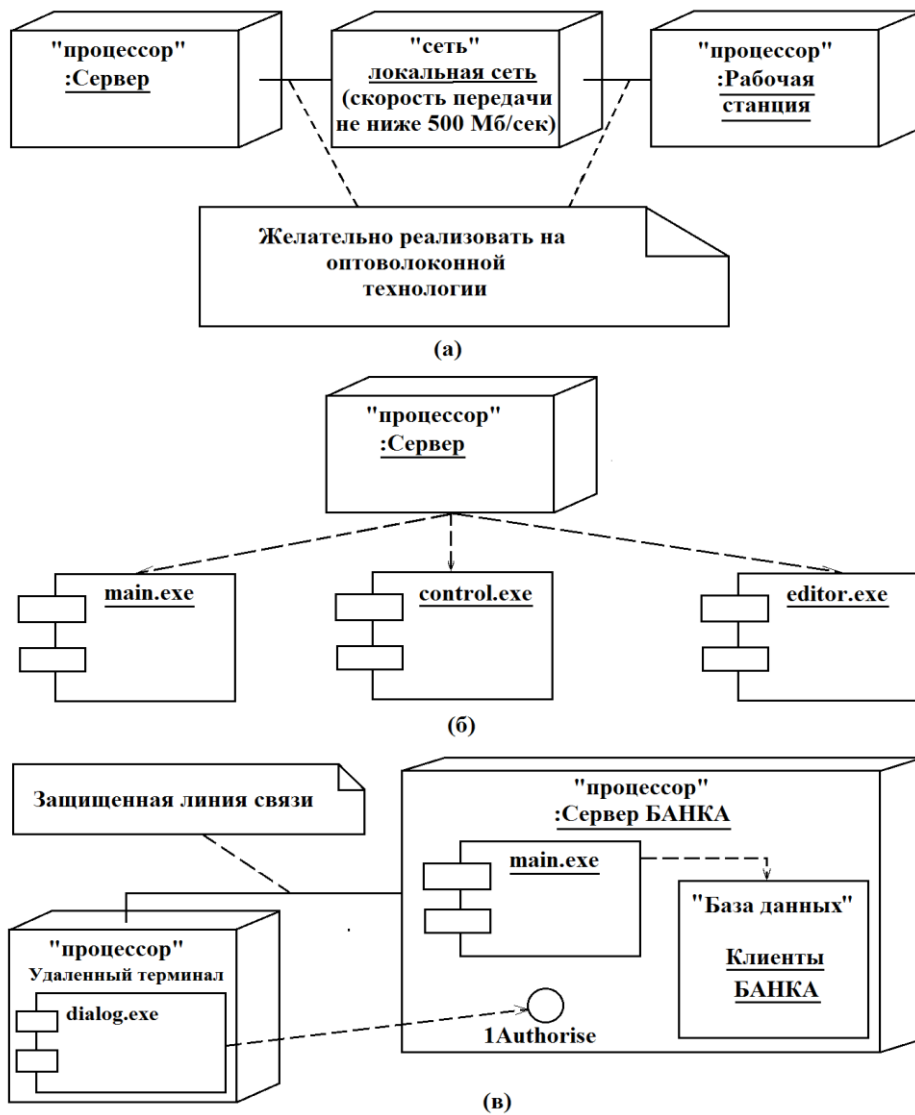 "процессор"
:Сервер
"сеть"
локальная сеть
(скорость передачи
не ниже 500 Мб/сек)
"процессор"
:Рабочая
станция
Желательно реализовать на
оптоволоконной
технологии
(а)
"процессор"
:Сервер
main.exe
control.exe
editor.exe
(б)
Защищенная линия связи
"процессор"
:Сервер БАНКА
main.exe
"База данных"
Клиенты
БАНКА
"процессор"
Удаленный терминал
dialog.exe
1Authorise
(в)